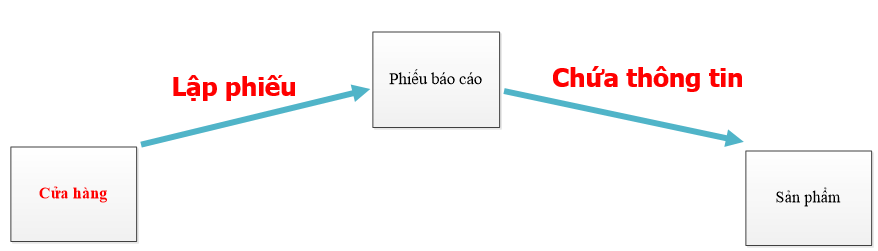 Phiếu báo cáo
Lập phiếu
Chứa thông tin
Cửa hàng
Sản phẩm